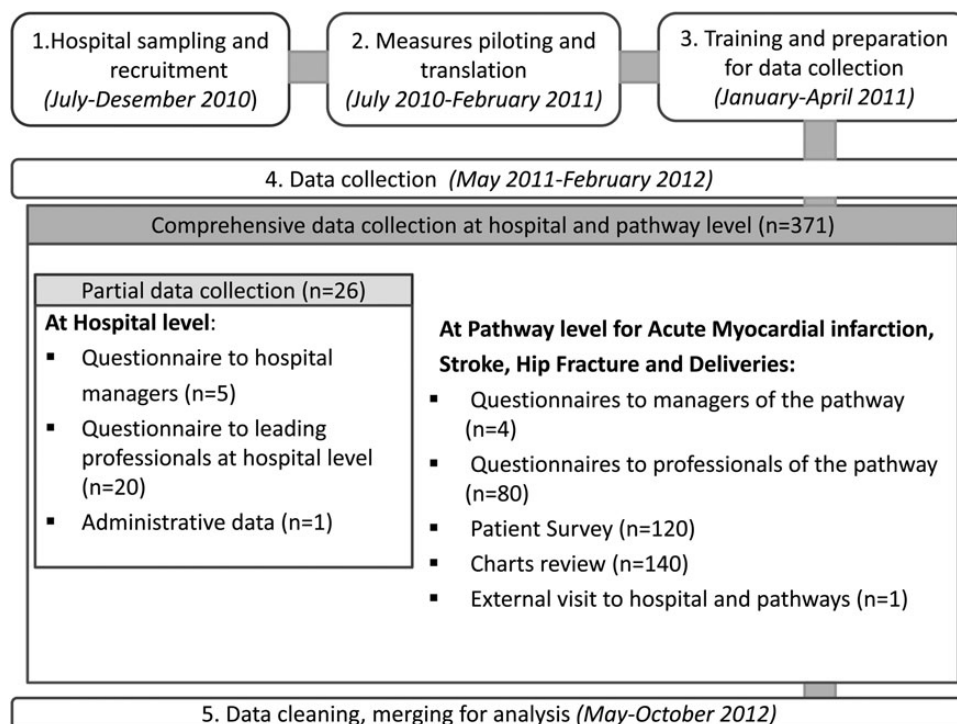 1.Hospital sampling and
recruitment
(July-Desember 2010)
2. Measures piloting and
translation
(July 2010-February 2011)
3. Training and preparation
for data collection
(January-April 2011)
4. Data collection (May 2011-February 2012)
Comprehensive data collection at hospital and pathway level (n=371)
Partial data collection (n=26)
At Hospital level:
▪ Questionnaire to hospital
managers (n=5)
▪ Questionnaire to leading
professionals at hospital level
(n=20)
▪ Administrative data (n=1)
At Pathway level for Acute Myocardial infarction,
Stroke, Hip Fracture and Deliveries:
▪ Questionnaires to managers of the pathway
(n=4)
▪ Questionnaires to professionals of the pathway
(n=80)
▪ Patient Survey (n=120)
▪ Charts review (n=140)
▪ External visit to hospital and pathways (n=1)
5. Data cleaning, merging for analysis (May-October 2012)